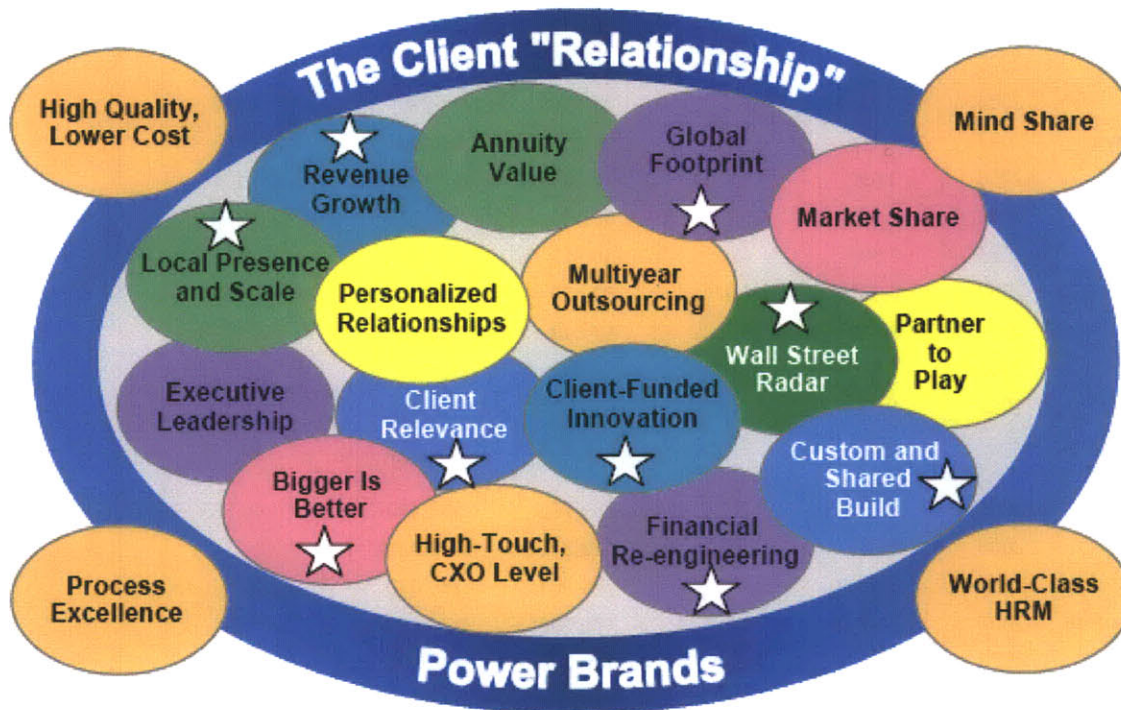 The Client "Relationship"
High Quality,
Lower Cost
Mind Share
Revenue
Growth
Annuity
Value
Global
Footprint
Market Share
Local Presence
and Scale
Personalized
Relationships
Multiyear
Outsourcing
Wall Street
Radar
Partner
to
Play
Executive
Leadership
Client
Relevance
Client-Funded
Innovation
Custom and
Shared
Build
Bigger Is
Better
High-Touch,
CXO Level
Financial
Re-engineering
Process
Excellence
World-Class
HRM
Power Brands